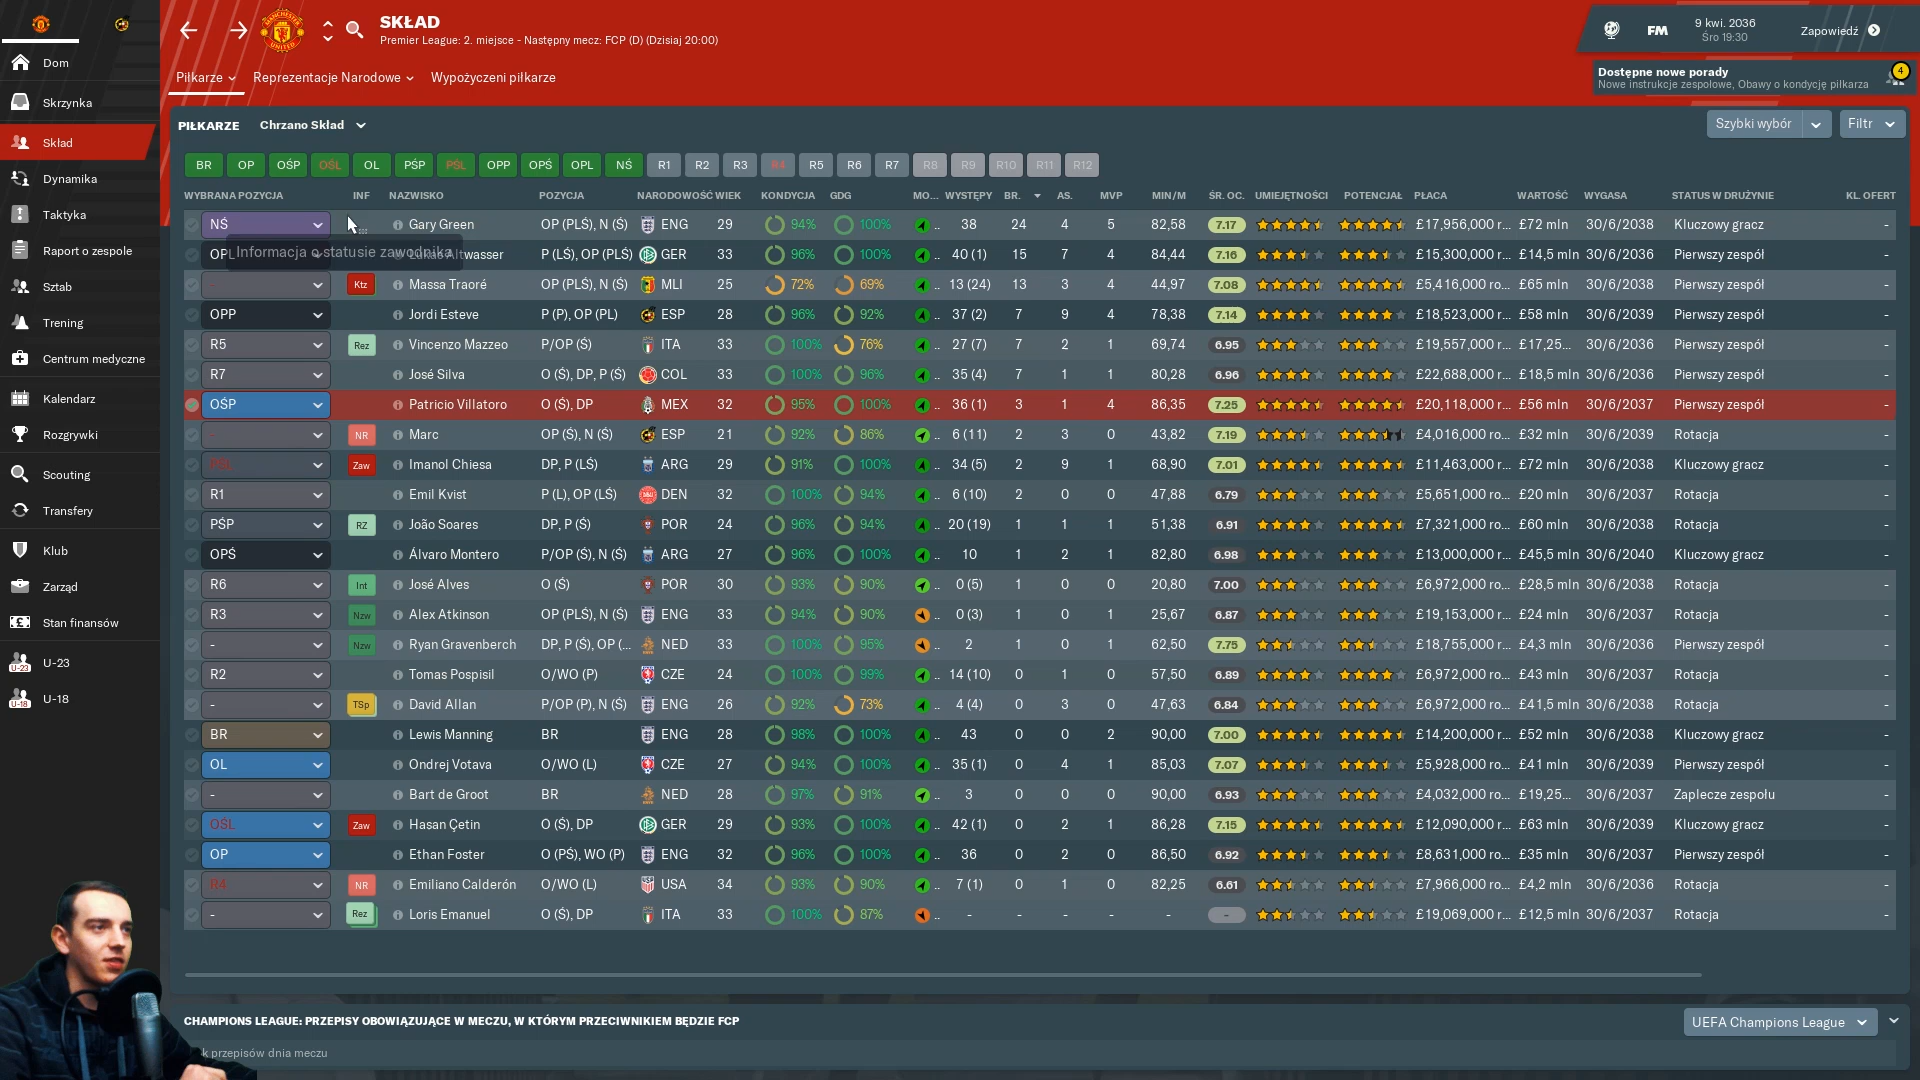 SKŁAD
Premier League: 2. miejsce - Następny mecz: FCP (D) (Dzisiaj 20:00)
FM
9 kwi. 2036
Śro 19:30
Zapowiedź
Piłkarze Reprezentacje Narodowe Wypożyczeni piłkarze
Dostępne nowe porady
Nowe instrukcje zespołowe, Obawy o kondycję piłkarza
4
Dom
Skrzynka
Skład
Dynamika
Taktyka
Raport o zespole
Sztab
Trening
Centrum medyczne
Kalendarz
Rozgrywki
Scouting
Transfery
Klub
Zarząd
Stan finansów
U-23 U-23
U-18 U-18
PIŁKARZE Chrzano Skład Szybki wybór Filtr
BR OP OŚP OŚL OL PŚP PŚL OPP OPŚ OPL NŚ R1 R2 R3 R4 R5 R6 R7 R8 R9 R10 R11 R12
WYBRANA POZYCJA INF NAZWISKO POZYCJA NARODOWOŚĆ WIEK KONDYCJA GDG MO... WYSTĘPY BR. AS. MVP MIN/M ŚR. OC. UMIEJĘTNOŚCI POTENCJAŁ PŁACA WARTOŚĆ WYGASA STATUS W DRUŻYNIE KL. OFERT
NŚ Gary Green OP (PLŚ), N (Ś) ENG 29 94% 100% .. 38 24 4 5 82,58 7.17 £17,956,000 r... £72 mln 30/6/2038 Kluczowy gracz -
OPL twasser P (LŚ), OP (PLŚ) GER 33 96% 100% .. 40 (1) 15 7 4 84,44 7.16 £15,300,000 r... £14,5 mln 30/6/2036 Pierwszy zespół -
Informacja o statusie zawodnika
- Ktz Massa Traoré OP (PLŚ), N (Ś) MLI 25 72% 69% .. 13 (24) 13 3 4 44,97 7.08 £5,416,000 ro... £65 mln 30/6/2038 Pierwszy zespół -
OPP Jordi Esteve P (P), OP (PL) ESP 28 96% 92% .. 37 (2) 7 9 4 78,38 7.14 £18,523,000 r... £58 mln 30/6/2039 Pierwszy zespół -
R5 Rez Vincenzo Mazzeo P/OP (Ś) ITA 33 100% 76% .. 27 (7) 7 2 1 69,74 6.95 £19,557,000 r... £17,25... 30/6/2036 Pierwszy zespół -
R7 José Silva O (Ś), DP, P (Ś) COL 33 100% 96% .. 35 (4) 7 1 1 80,28 6.96 £22,688,000 r... £18,5 mln 30/6/2036 Pierwszy zespół -
OŚP Patricio Villatoro O (Ś), DP MEX 32 95% 100% .. 36 (1) 3 1 4 86,35 7.25 £20,118,000 r... £56 mln 30/6/2037 Pierwszy zespół -
- NR Marc OP (Ś), N (Ś) ESP 21 92% 86% .. 6 (11) 2 3 0 43,82 7.19 £4,016,000 ro... £32 mln 30/6/2039 Rotacja -
PŚL Zaw Imanol Chiesa DP, P (LŚ) ARG 29 91% 100% .. 34 (5) 2 9 1 68,90 7.01 £11,463,000 r... £72 mln 30/6/2038 Kluczowy gracz -
R1 Emil Kvist P (L), OP (LŚ) DEN 32 100% 94% .. 6 (10) 2 0 0 47,88 6.79 £5,651,000 ro... £20 mln 30/6/2037 Rotacja -
PŚP RZ João Soares DP, P (Ś) POR 24 96% 94% .. 20 (19) 1 1 1 51,38 6.91 £7,321,000 ro... £60 mln 30/6/2038 Rotacja -
OPŚ Álvaro Montero P/OP (Ś), N (Ś) ARG 27 96% 100% .. 10 1 2 1 82,80 6.98 £13,000,000 r... £45,5 mln 30/6/2040 Kluczowy gracz -
R6 Int José Alves O (Ś) POR 30 93% 90% .. 0 (5) 1 0 0 20,80 7.00 £6,972,000 ro... £28,5 mln 30/6/2038 Rotacja -
R3 Nzw Alex Atkinson OP (PLŚ), N (Ś) ENG 33 94% 90% .. 0 (3) 1 0 1 25,67 6.87 £19,153,000 r... £24 mln 30/6/2037 Rotacja -
- Nzw Ryan Gravenberch DP, P (Ś), OP (... NED 33 100% 95% .. 2 1 0 1 62,50 7.75 £18,755,000 r... £4,3 mln 30/6/2036 Pierwszy zespół -
R2 Tomas Pospisil O/WO (P) CZE 24 100% 99% .. 14 (10) 0 1 0 57,50 6.89 £6,972,000 ro... £43 mln 30/6/2037 Rotacja -
- TSp David Allan P/OP (P), N (Ś) ENG 26 92% 73% .. 4 (4) 0 3 0 47,63 6.84 £6,972,000 ro... £41,5 mln 30/6/2038 Rotacja -
BR Lewis Manning BR ENG 28 98% 100% .. 43 0 0 2 90,00 7.00 £14,200,000 r... £52 mln 30/6/2038 Kluczowy gracz -
OL Ondrej Votava O/WO (L) CZE 27 94% 100% .. 35 (1) 0 4 1 85,03 7.07 £5,928,000 ro... £41 mln 30/6/2039 Pierwszy zespół -
- Bart de Groot BR NED 28 97% 91% .. 3 0 0 0 90,00 6.93 £4,032,000 ro... £19,25... 30/6/2037 Zaplecze zespołu -
OŚL Zaw Hasan Çetin O (Ś), DP GER 29 93% 100% .. 42 (1) 0 2 1 86,28 7.15 £12,090,000 r... £63 mln 30/6/2039 Kluczowy gracz -
OP Ethan Foster O (PŚ), WO (P) ENG 32 96% 100% .. 36 0 2 0 86,50 6.92 £8,631,000 ro... £35 mln 30/6/2037 Pierwszy zespół -
R4 NR Emiliano Calderón O/WO (L) USA 34 93% 90% .. 7 (1) 0 1 0 82,25 6.61 £7,966,000 ro... £4,2 mln 30/6/2036 Rotacja -
- Rez Loris Emanuel O (Ś), DP ITA 33 100% 87% .. - - - - - - £19,069,000 r... £12,5 mln 30/6/2037 Rotacja -
CHAMPIONS LEAGUE: PRZEPISY OBOWIĄZUJĄCE W MECZU, W KTÓRYM PRZECIWNIKIEM BĘDZIE FCP UEFA Champions League
k przepisów dnia meczu